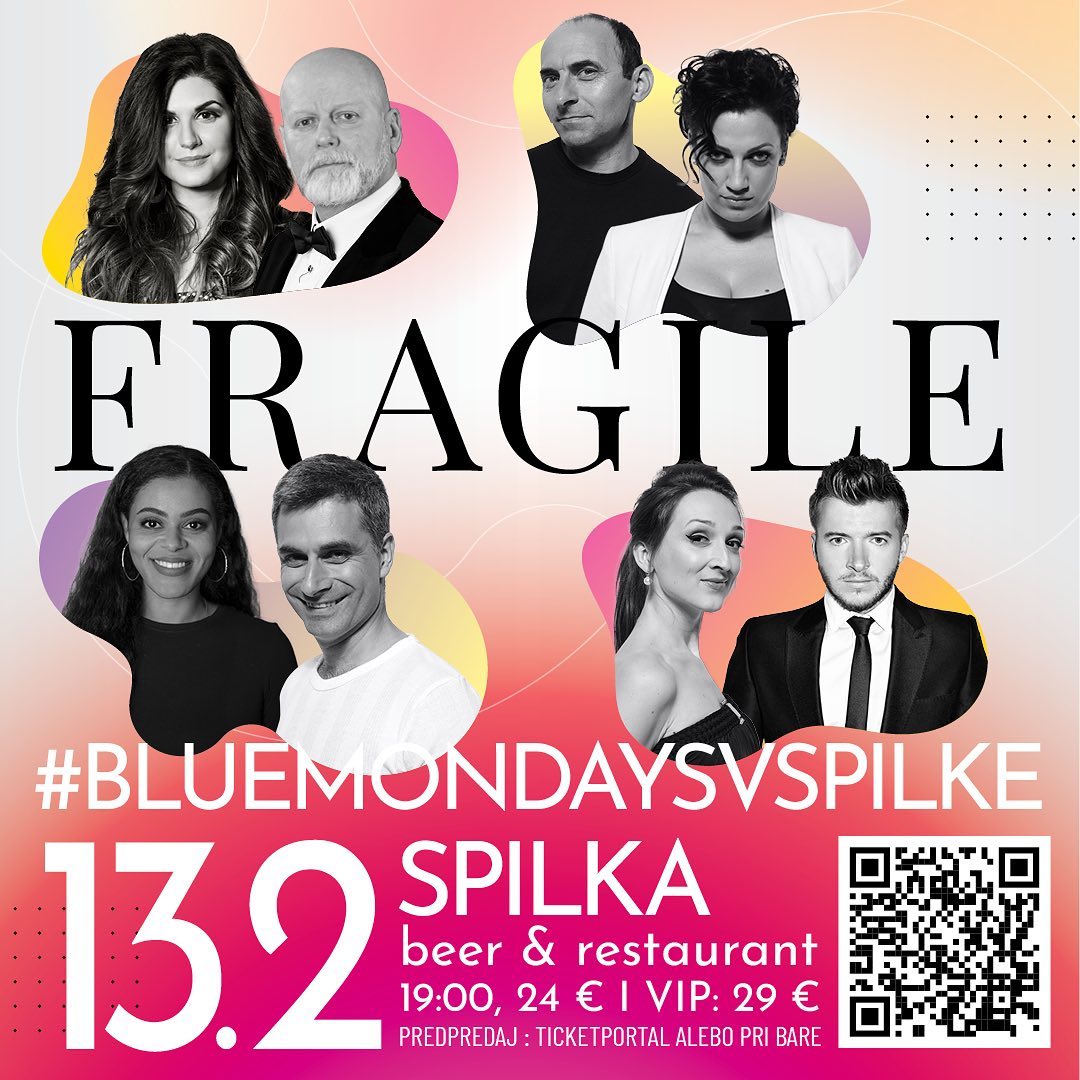 FRAGILE
#BLUEMONDAYSVSPILKE
13.2
SPILKA
beer & restaurant
19:00, 24 € I VIP: 29 €
PREDPREDAJ : TICKETPORTAL ALEBO PRI BARE